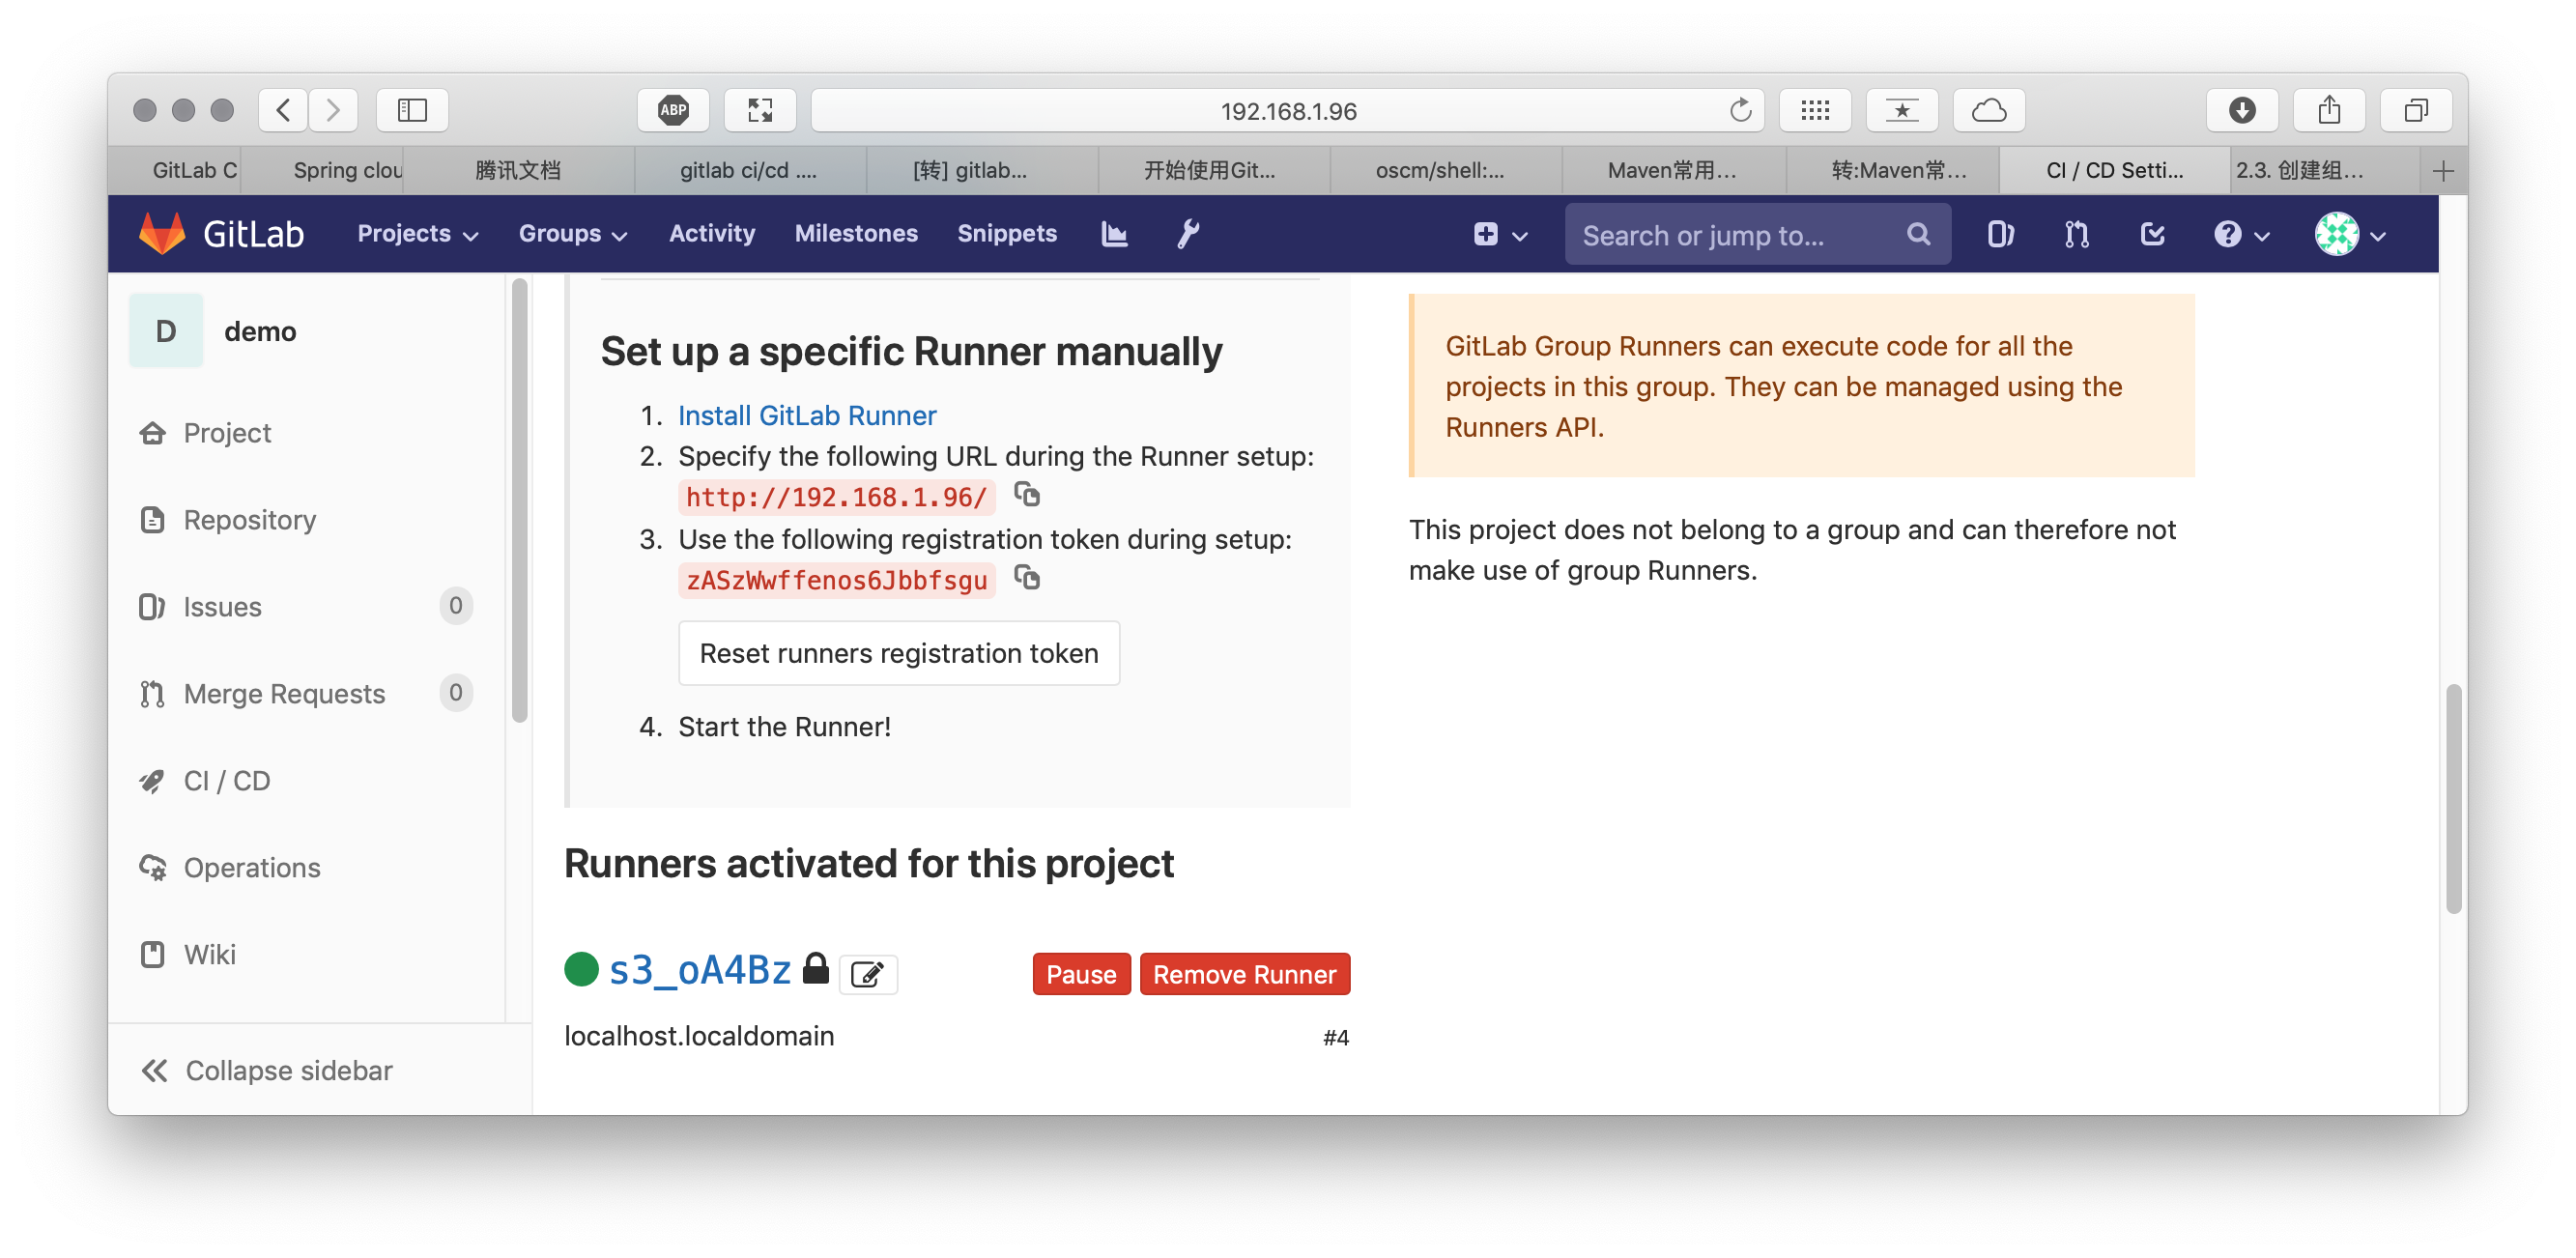 ABP
192.168.1.96
GitLab C
Spring clou
腾讯文档
gitlab ci/cd ....
[转] gitlab...
开始使用Git...
oscm/shell:...
Maven常用...
转:Maven常...
CI / CD Setti...
2.3. 创建组...
GitLab
Projects
Groups
Activity
Milestones
Snippets
Search or jump to...
D
demo
Project
Repository
Issues 0
Merge Requests 0
CI / CD
Operations
Wiki
Collapse sidebar
Set up a specific Runner manually
1. Install GitLab Runner
2. Specify the following URL during the Runner setup:
http://192.168.1.96/
3. Use the following registration token during setup:
zASzWwffenos6Jbbfsgu
Reset runners registration token
4. Start the Runner!
Runners activated for this project
s3_oA4Bz
Pause
Remove Runner
localhost.localdomain
#4
GitLab Group Runners can execute code for all the
projects in this group. They can be managed using the
Runners API.
This project does not belong to a group and can therefore not
make use of group Runners.